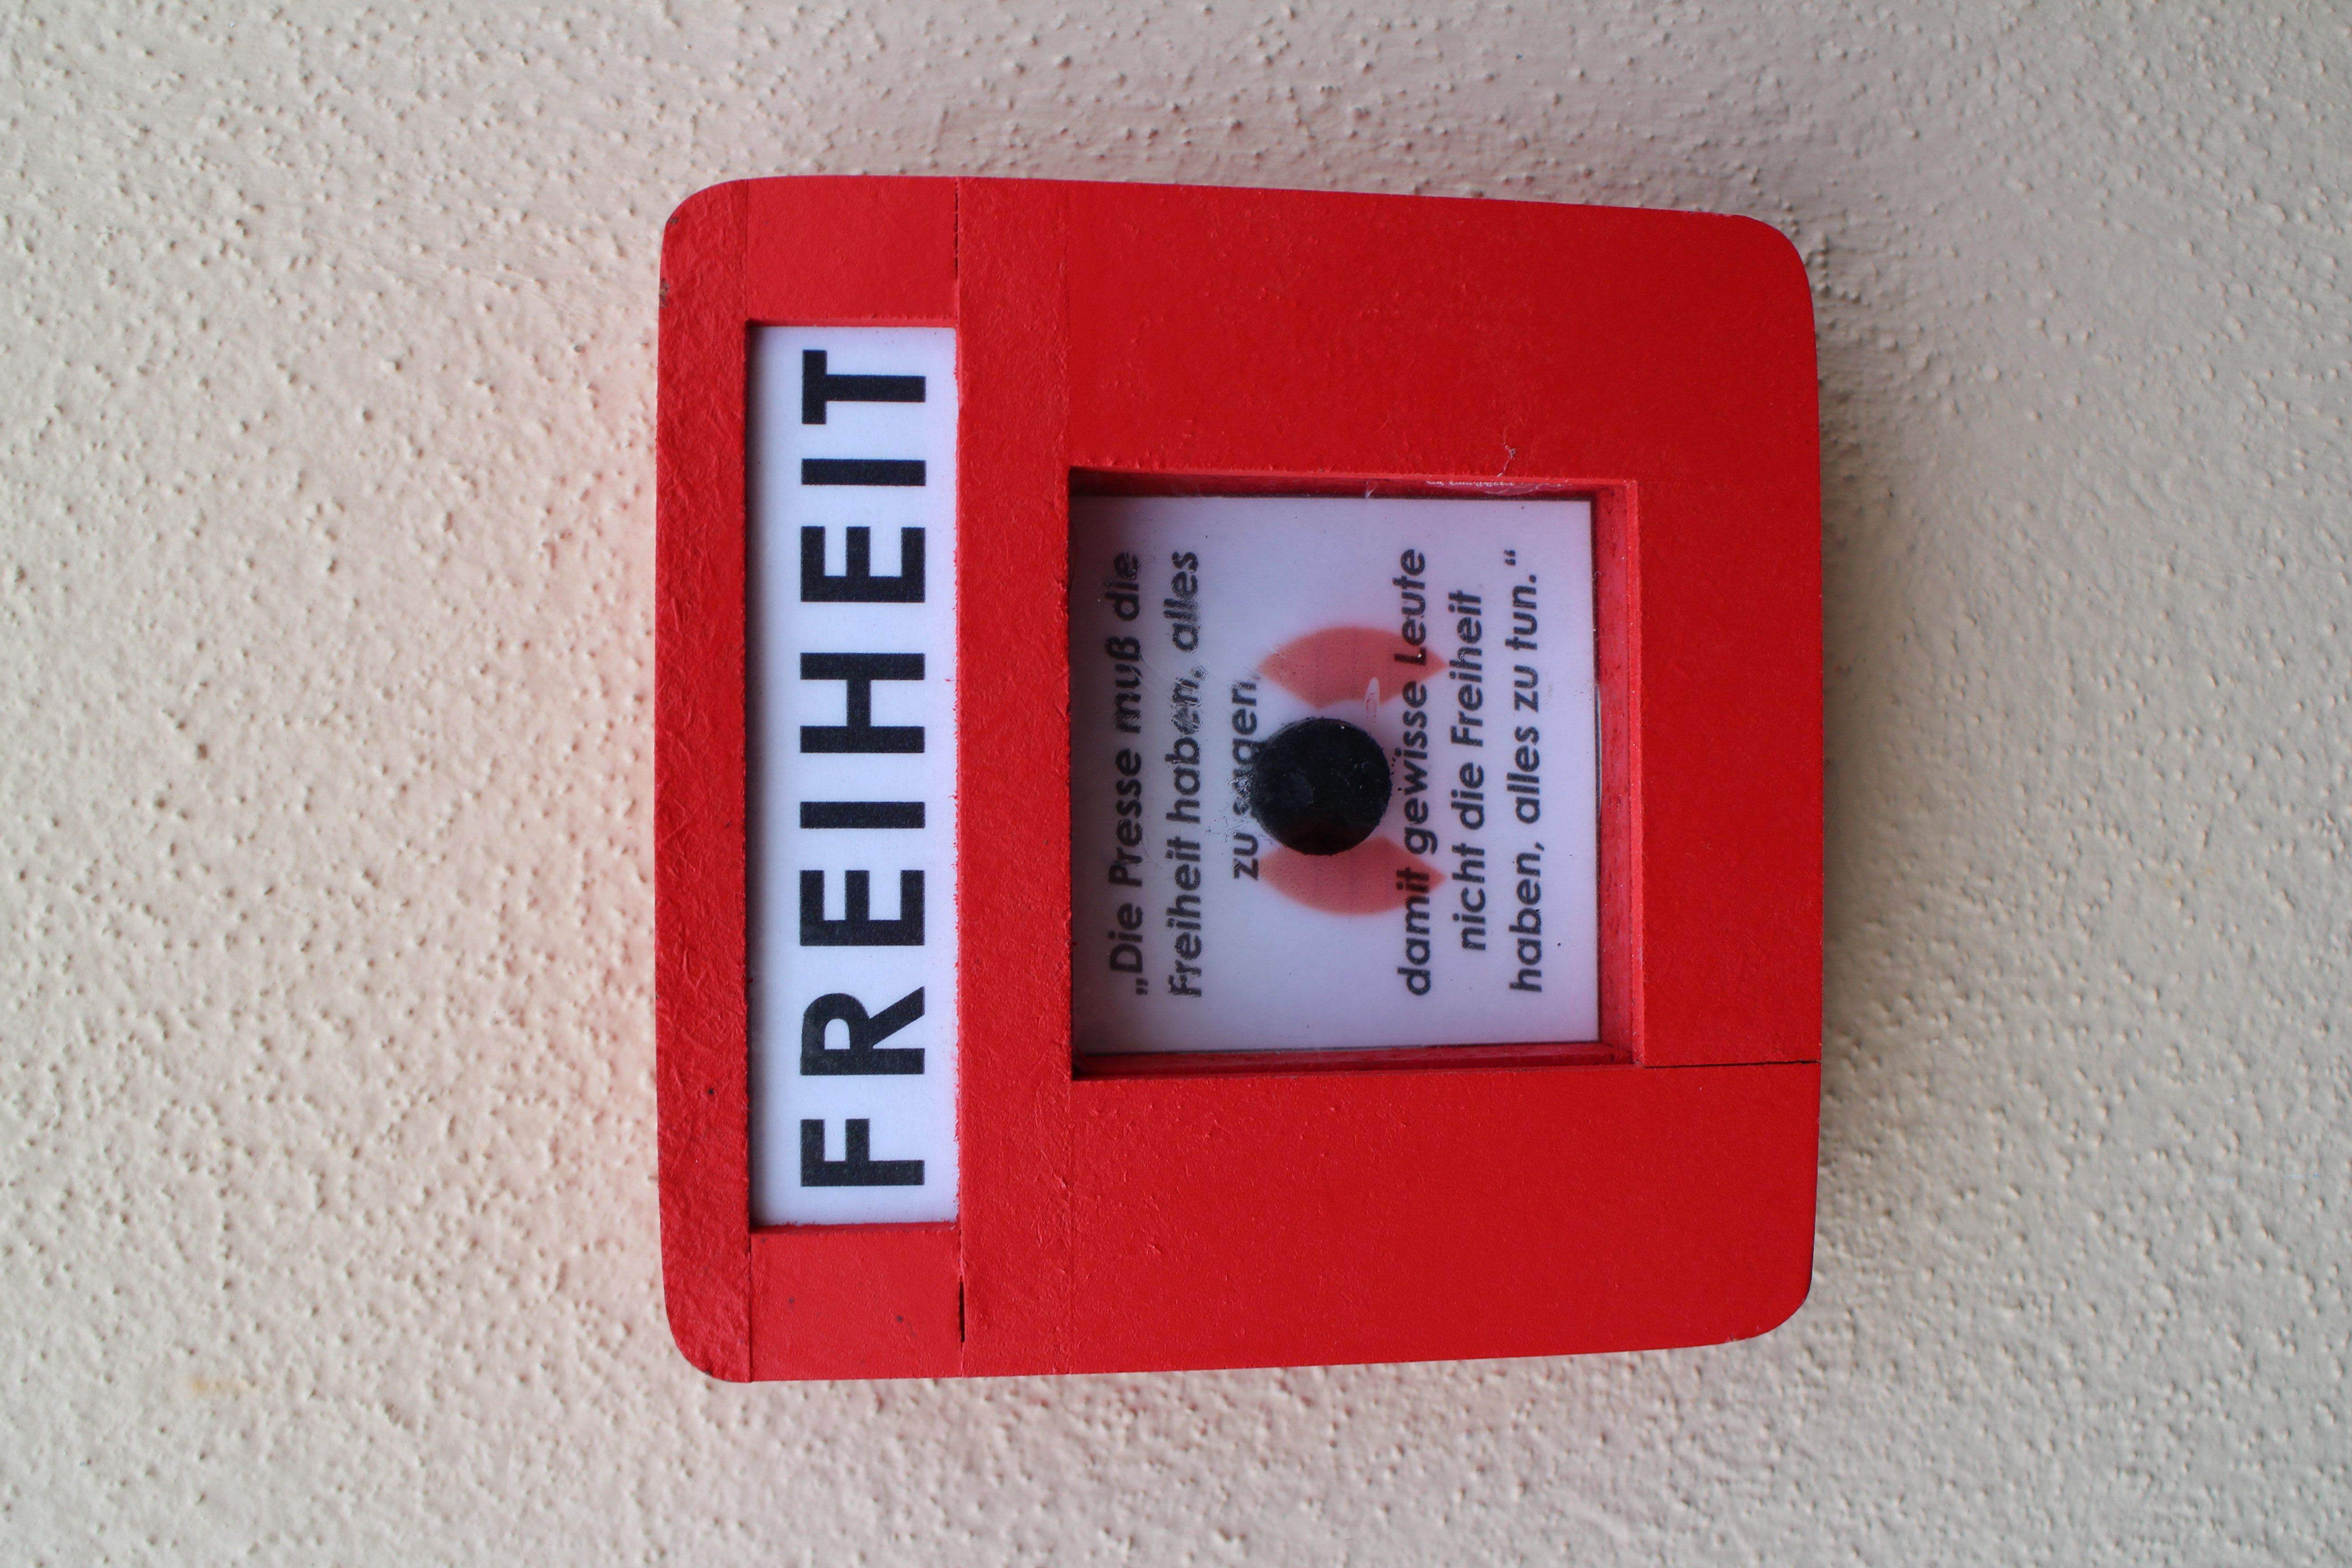 FREIHEIT
„Die Presse muß die
Freiheit haben, alles
zu sagen,
damit gewisse Leute
nicht die Freiheit
haben, alles zu tun.“